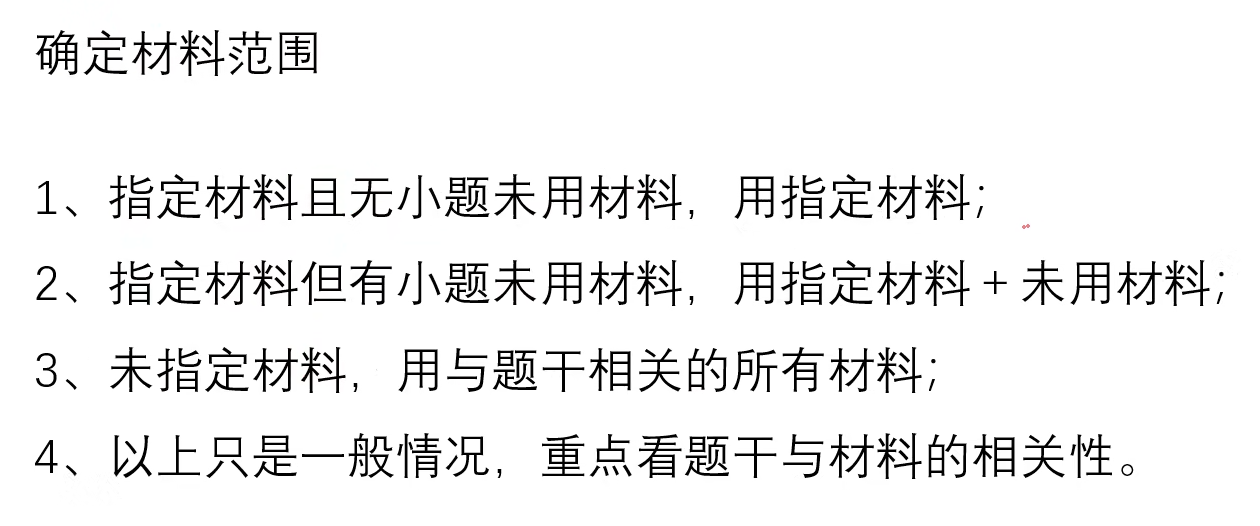 确定材料范围
1、指定材料且无小题未用材料，用指定材料；
2、指定材料但有小题未用材料，用指定材料 + 未用材料；
3、未指定材料，用与题干相关的所有材料；
4、以上只是一般情况，重点看题干与材料的相关性。